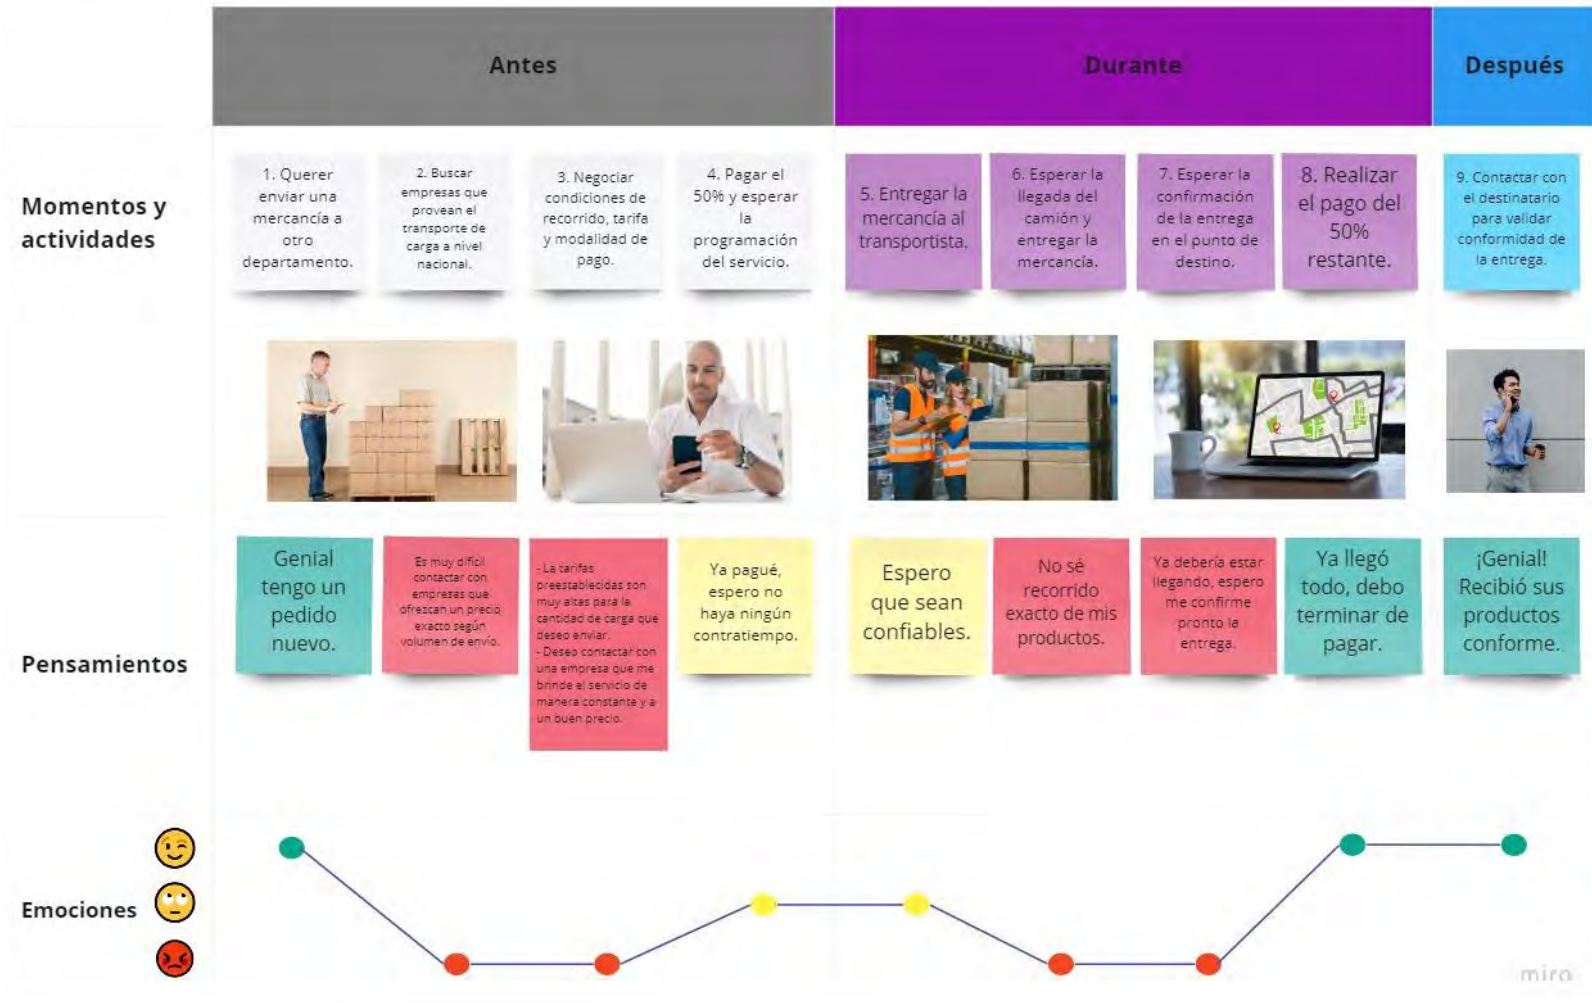 Antes
Durante
Después
Momentos y
actividades
1. Querer
enviar una
mercancía a
otro
departamento.
2. Buscar
empresas que
provean el
transporte de
carga a nivel
nacional.
3. Negociar
condiciones de
recorrido, tarifa
y modalidad de
pago.
4. Pagar el
50% y esperar
la
programación
del servicio.
5. Entregar la
mercancía al
transportista.
6. Esperar la
llegada del
camión y
entregar la
mercancía.
7. Esperar la
confirmación
de la entrega
en el punto de
destino.
8. Realizar
el pago del
50%
restante.
9. Contactar con
el destinatario
para validar
conformidad de
la entrega.
Pensamientos
Genial
tengo un
pedido
nuevo.
Es muy difícil
contactar con
empresas que
ofrezcan un precio
exacto según
volumen de envío.
- La tarifas
preestablecidas son
muy altas para la
cantidad de carga que
deseo enviar.
- Deseo contactar con
una empresa que me
brinde el servicio de
manera constante y a
un buen precio.
Ya pagué,
espero no
haya ningún
contratiempo.
Espero
que sean
confiables.
No sé
recorrido
exacto de mis
productos.
Ya debería estar
llegando, espero
me confirme
pronto la
entrega.
Ya llegó
todo, debo
terminar de
pagar.
¡Genial!
Recibió sus
productos
conforme.
Emociones
miro